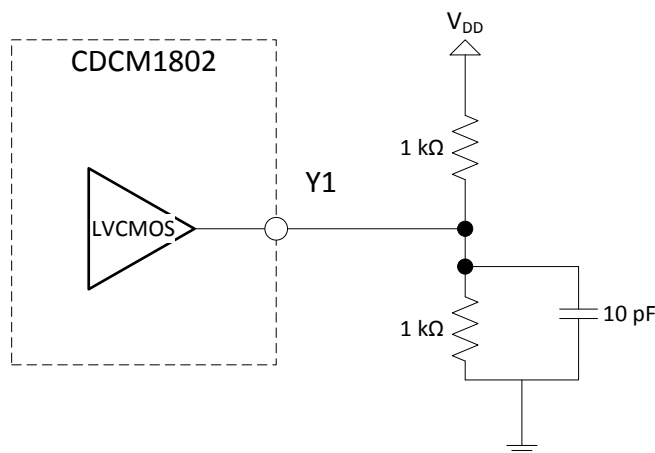 V_DD
CDCM1802
1 kΩ
Y1
LVCMOS
1 kΩ
10 pF